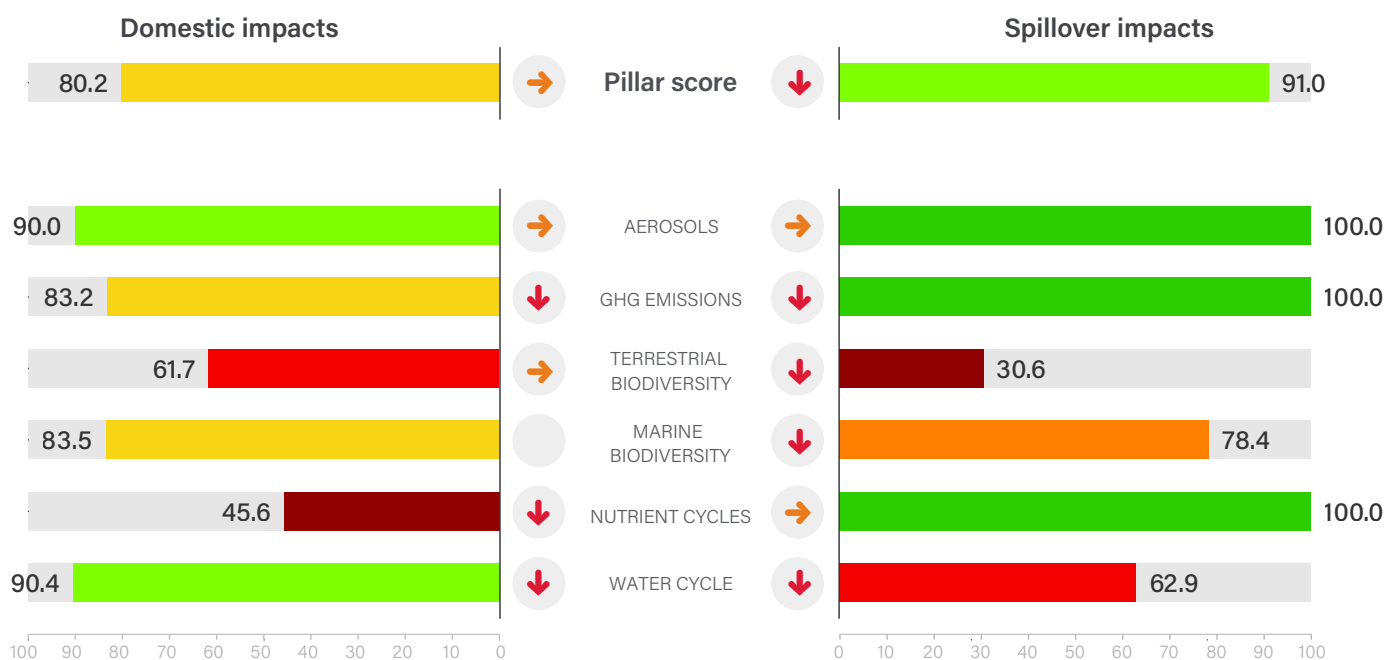 Domestic impacts
Spillover impacts
80.2
Pillar score
91.0
90.0
AEROSOLS
100.0
83.2
GHG EMISSIONS
100.0
61.7
TERRESTRIAL
BIODIVERSITY
30.6
83.5
MARINE
BIODIVERSITY
78.4
45.6
NUTRIENT CYCLES
100.0
90.4
WATER CYCLE
62.9
100 90 80 70 60 50 40 30 20 10 0
0 10 20 30 40 50 60 70 80 90 100